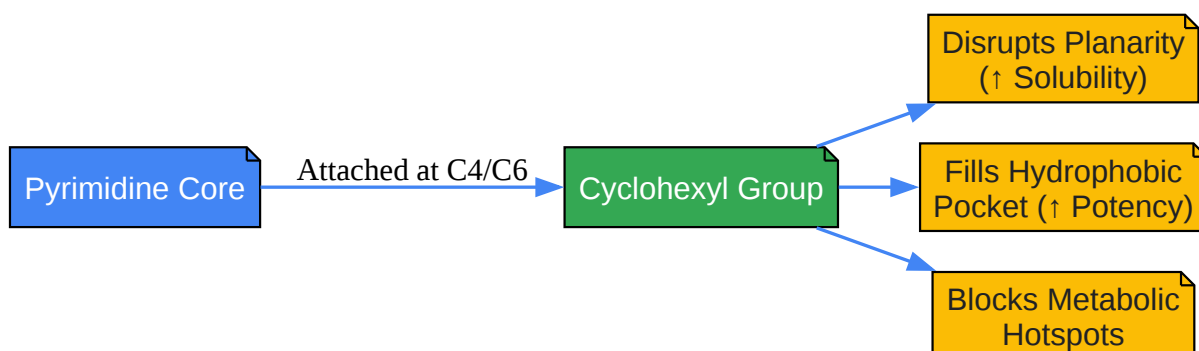 Pyrimidine Core
Attached at C4/C6
Cyclohexyl Group
Disrupts Planarity
(↑ Solubility)
Fills Hydrophobic
Pocket (↑ Potency)
Blocks Metabolic
Hotspots